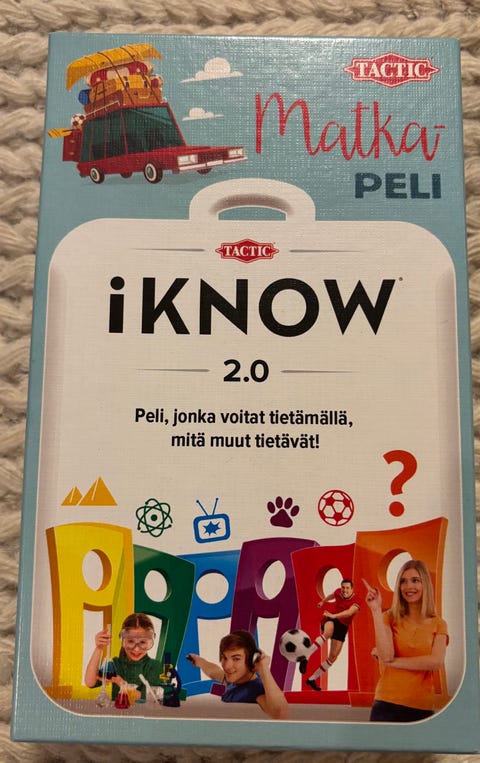 TACTIC
Matka-
PELI
TACTIC
iKNOW
2.0
Peli, jonka voitat tietämällä,
mitä muut tietävät!
?